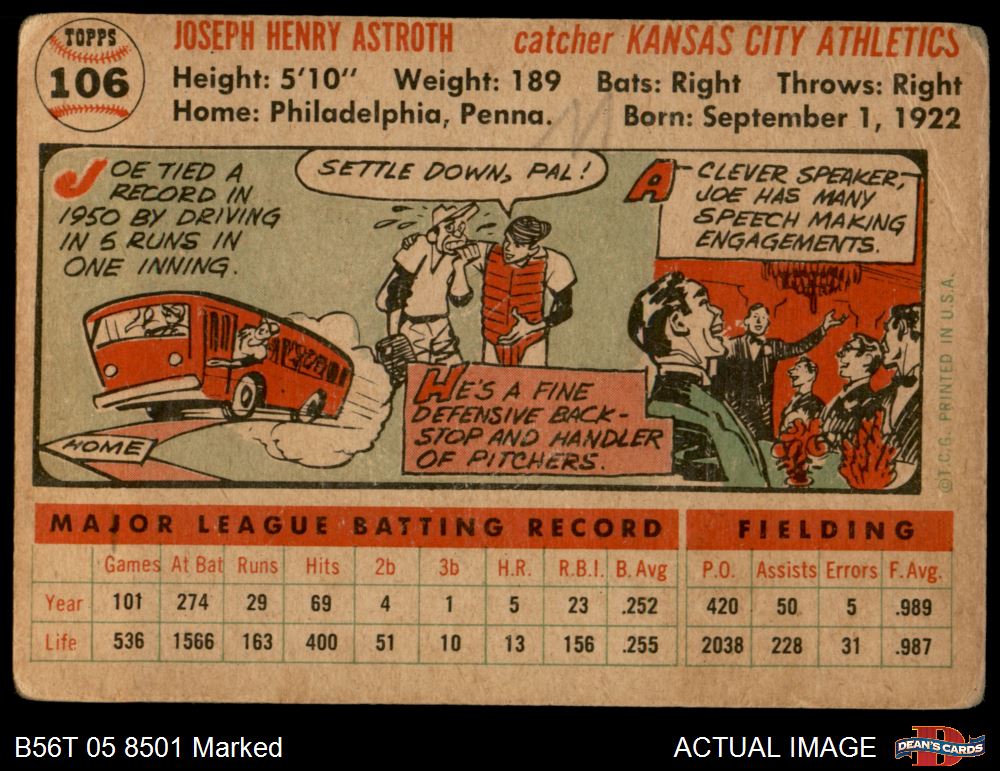 TOPPS
106
JOSEPH HENRY ASTROTH catcher KANSAS CITY ATHLETICS
Height: 5'10" Weight: 189 Bats: Right Throws: Right
Home: Philadelphia, Penna. Born: September 1, 1922
JOE TIED A
RECORD IN
1950 BY DRIVING
IN 6 RUNS IN
ONE INNING.
HOME
SETTLE DOWN, PAL!
HE'S A FINE
DEFENSIVE BACK-
STOP AND HANDLER
OF PITCHERS.
A CLEVER SPEAKER,
JOE HAS MANY
SPEECH MAKING
ENGAGEMENTS.
©T.C.G. PRINTED IN U.S.A.
MAJOR LEAGUE BATTING RECORD FIELDING
Games At Bat Runs Hits 2b 3b H.R. R.B.I. B. Avg P.O. Assists Errors F. Avg.
Year 101 274 29 69 4 1 5 23 .252 420 50 5 .989
Life 536 1566 163 400 51 10 13 156 .255 2038 228 31 .987
B56T 05 8501 Marked ACTUAL IMAGE DEAN'S CARDS